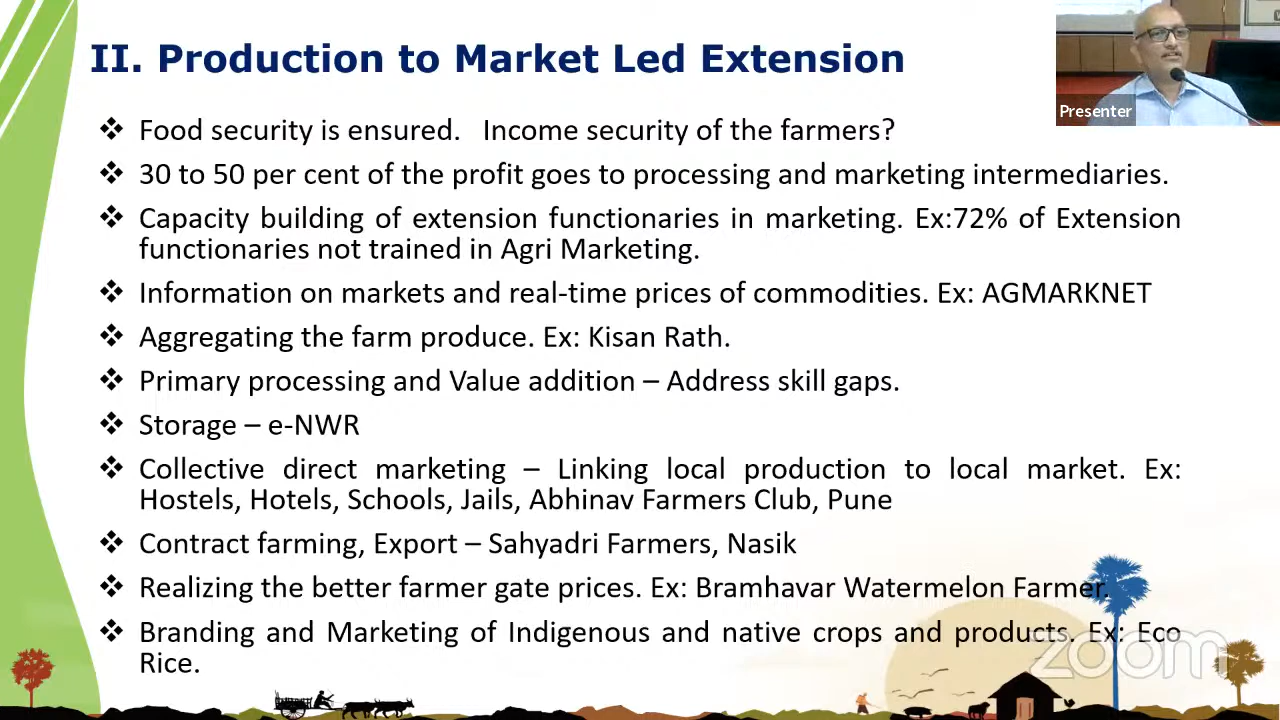 II. Production to Market Led Extension
Presenter
❖ Food security is ensured. Income security of the farmers?
❖ 30 to 50 per cent of the profit goes to processing and marketing intermediaries.
❖ Capacity building of extension functionaries in marketing. Ex:72% of Extension
functionaries not trained in Agri Marketing.
❖ Information on markets and real-time prices of commodities. Ex: AGMARKNET
❖ Aggregating the farm produce. Ex: Kisan Rath.
❖ Primary processing and Value addition – Address skill gaps.
❖ Storage – e-NWR
❖ Collective direct marketing – Linking local production to local market. Ex:
Hostels, Hotels, Schools, Jails, Abhinav Farmers Club, Pune
❖ Contract farming, Export – Sahyadri Farmers, Nasik
❖ Realizing the better farmer gate prices. Ex: Bramhavar Watermelon Farmer.
❖ Branding and Marketing of Indigenous and native crops and products. Ex: Eco
Rice.
zoom